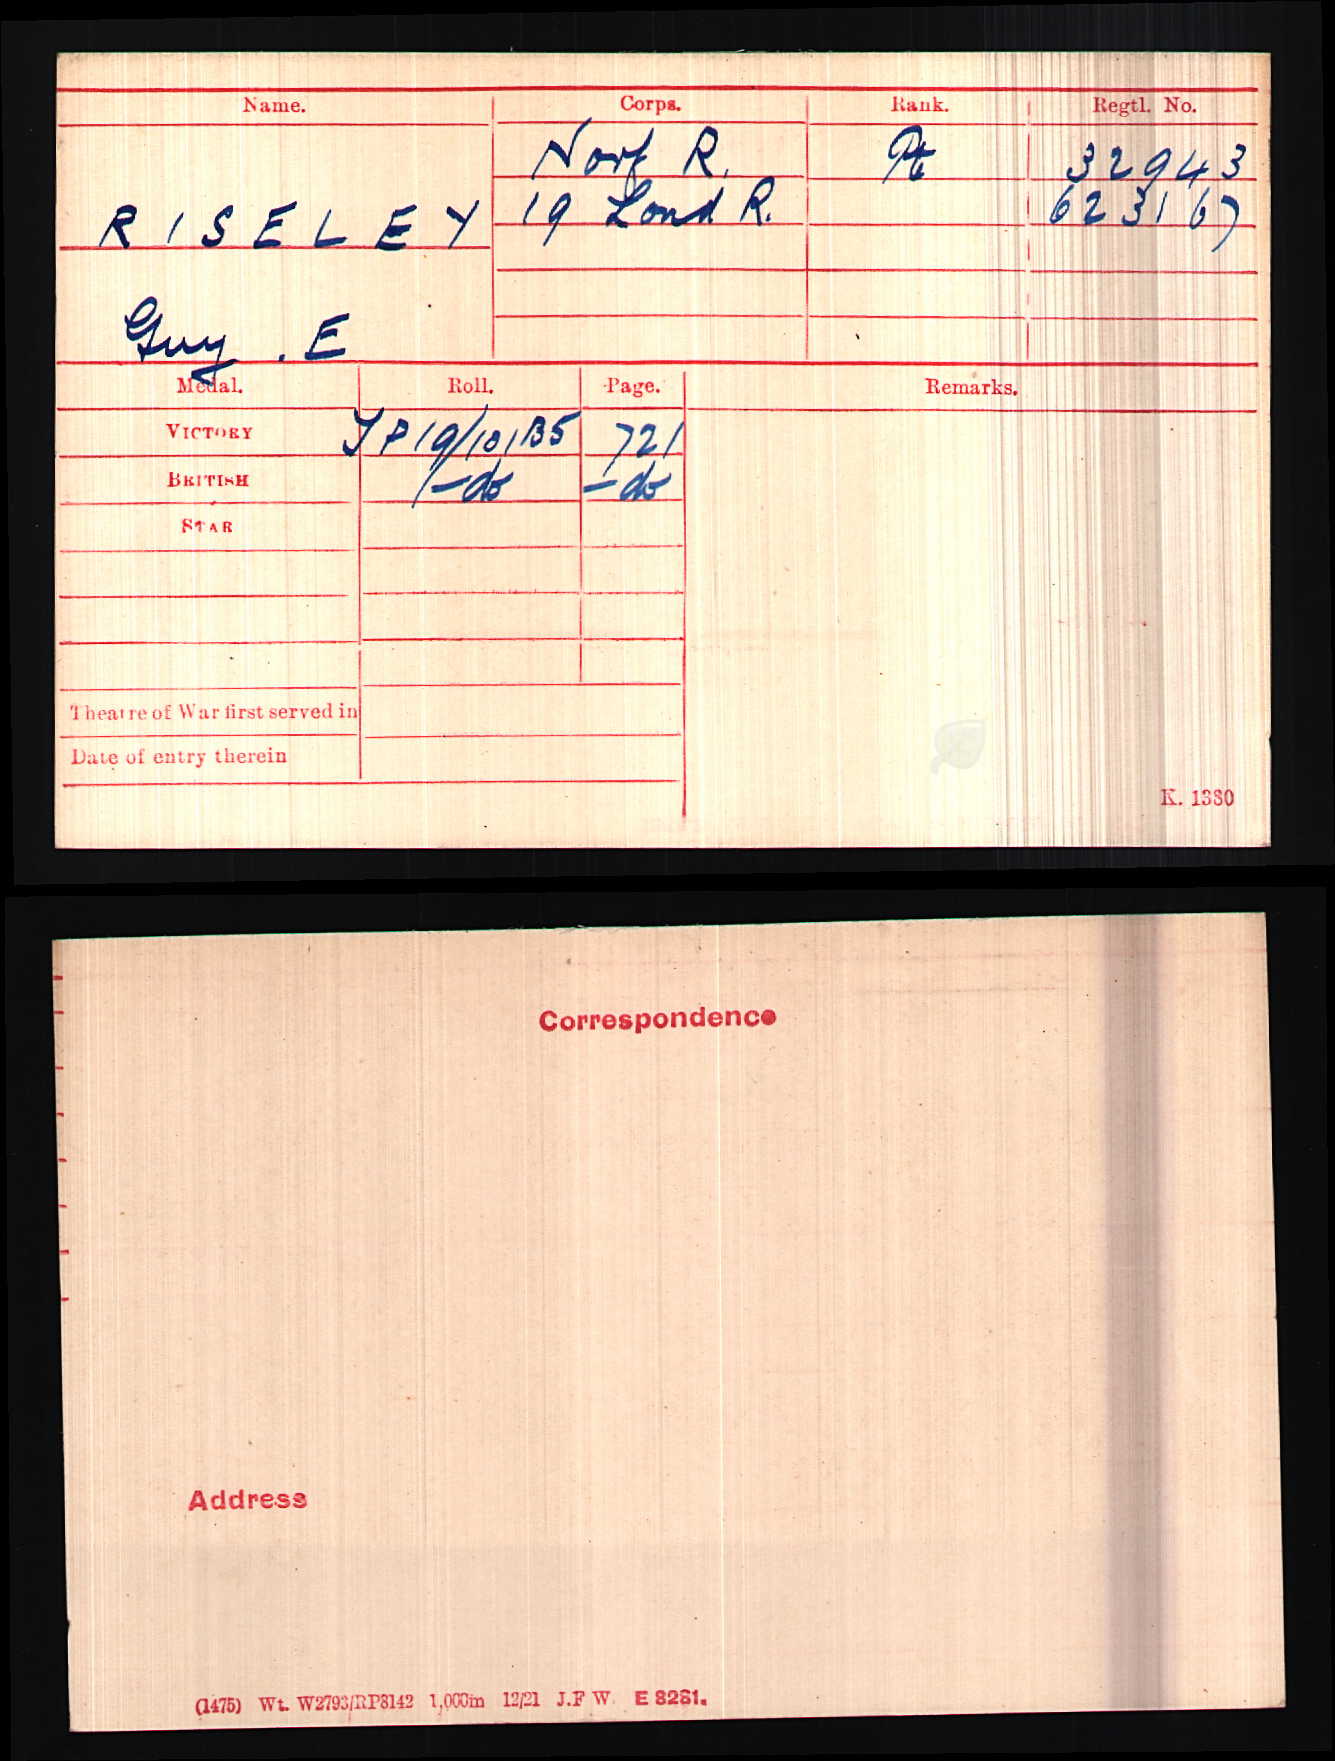 Name. Corps. Rank. Regtl. No.
Norf R. Pte 32943
RISELEY 19 Lond R. 623167
Guy . E
Medal. Roll. Page. Remarks.
VICTORY TP19/101B5 721
BRITISH - do - do
STAR
Theatre of War first served in
Date of entry therein
K. 1380
Correspondence
Address
(1475) Wt. W2793/RP8142 1,000m 12/21 J.F W. E 8281.